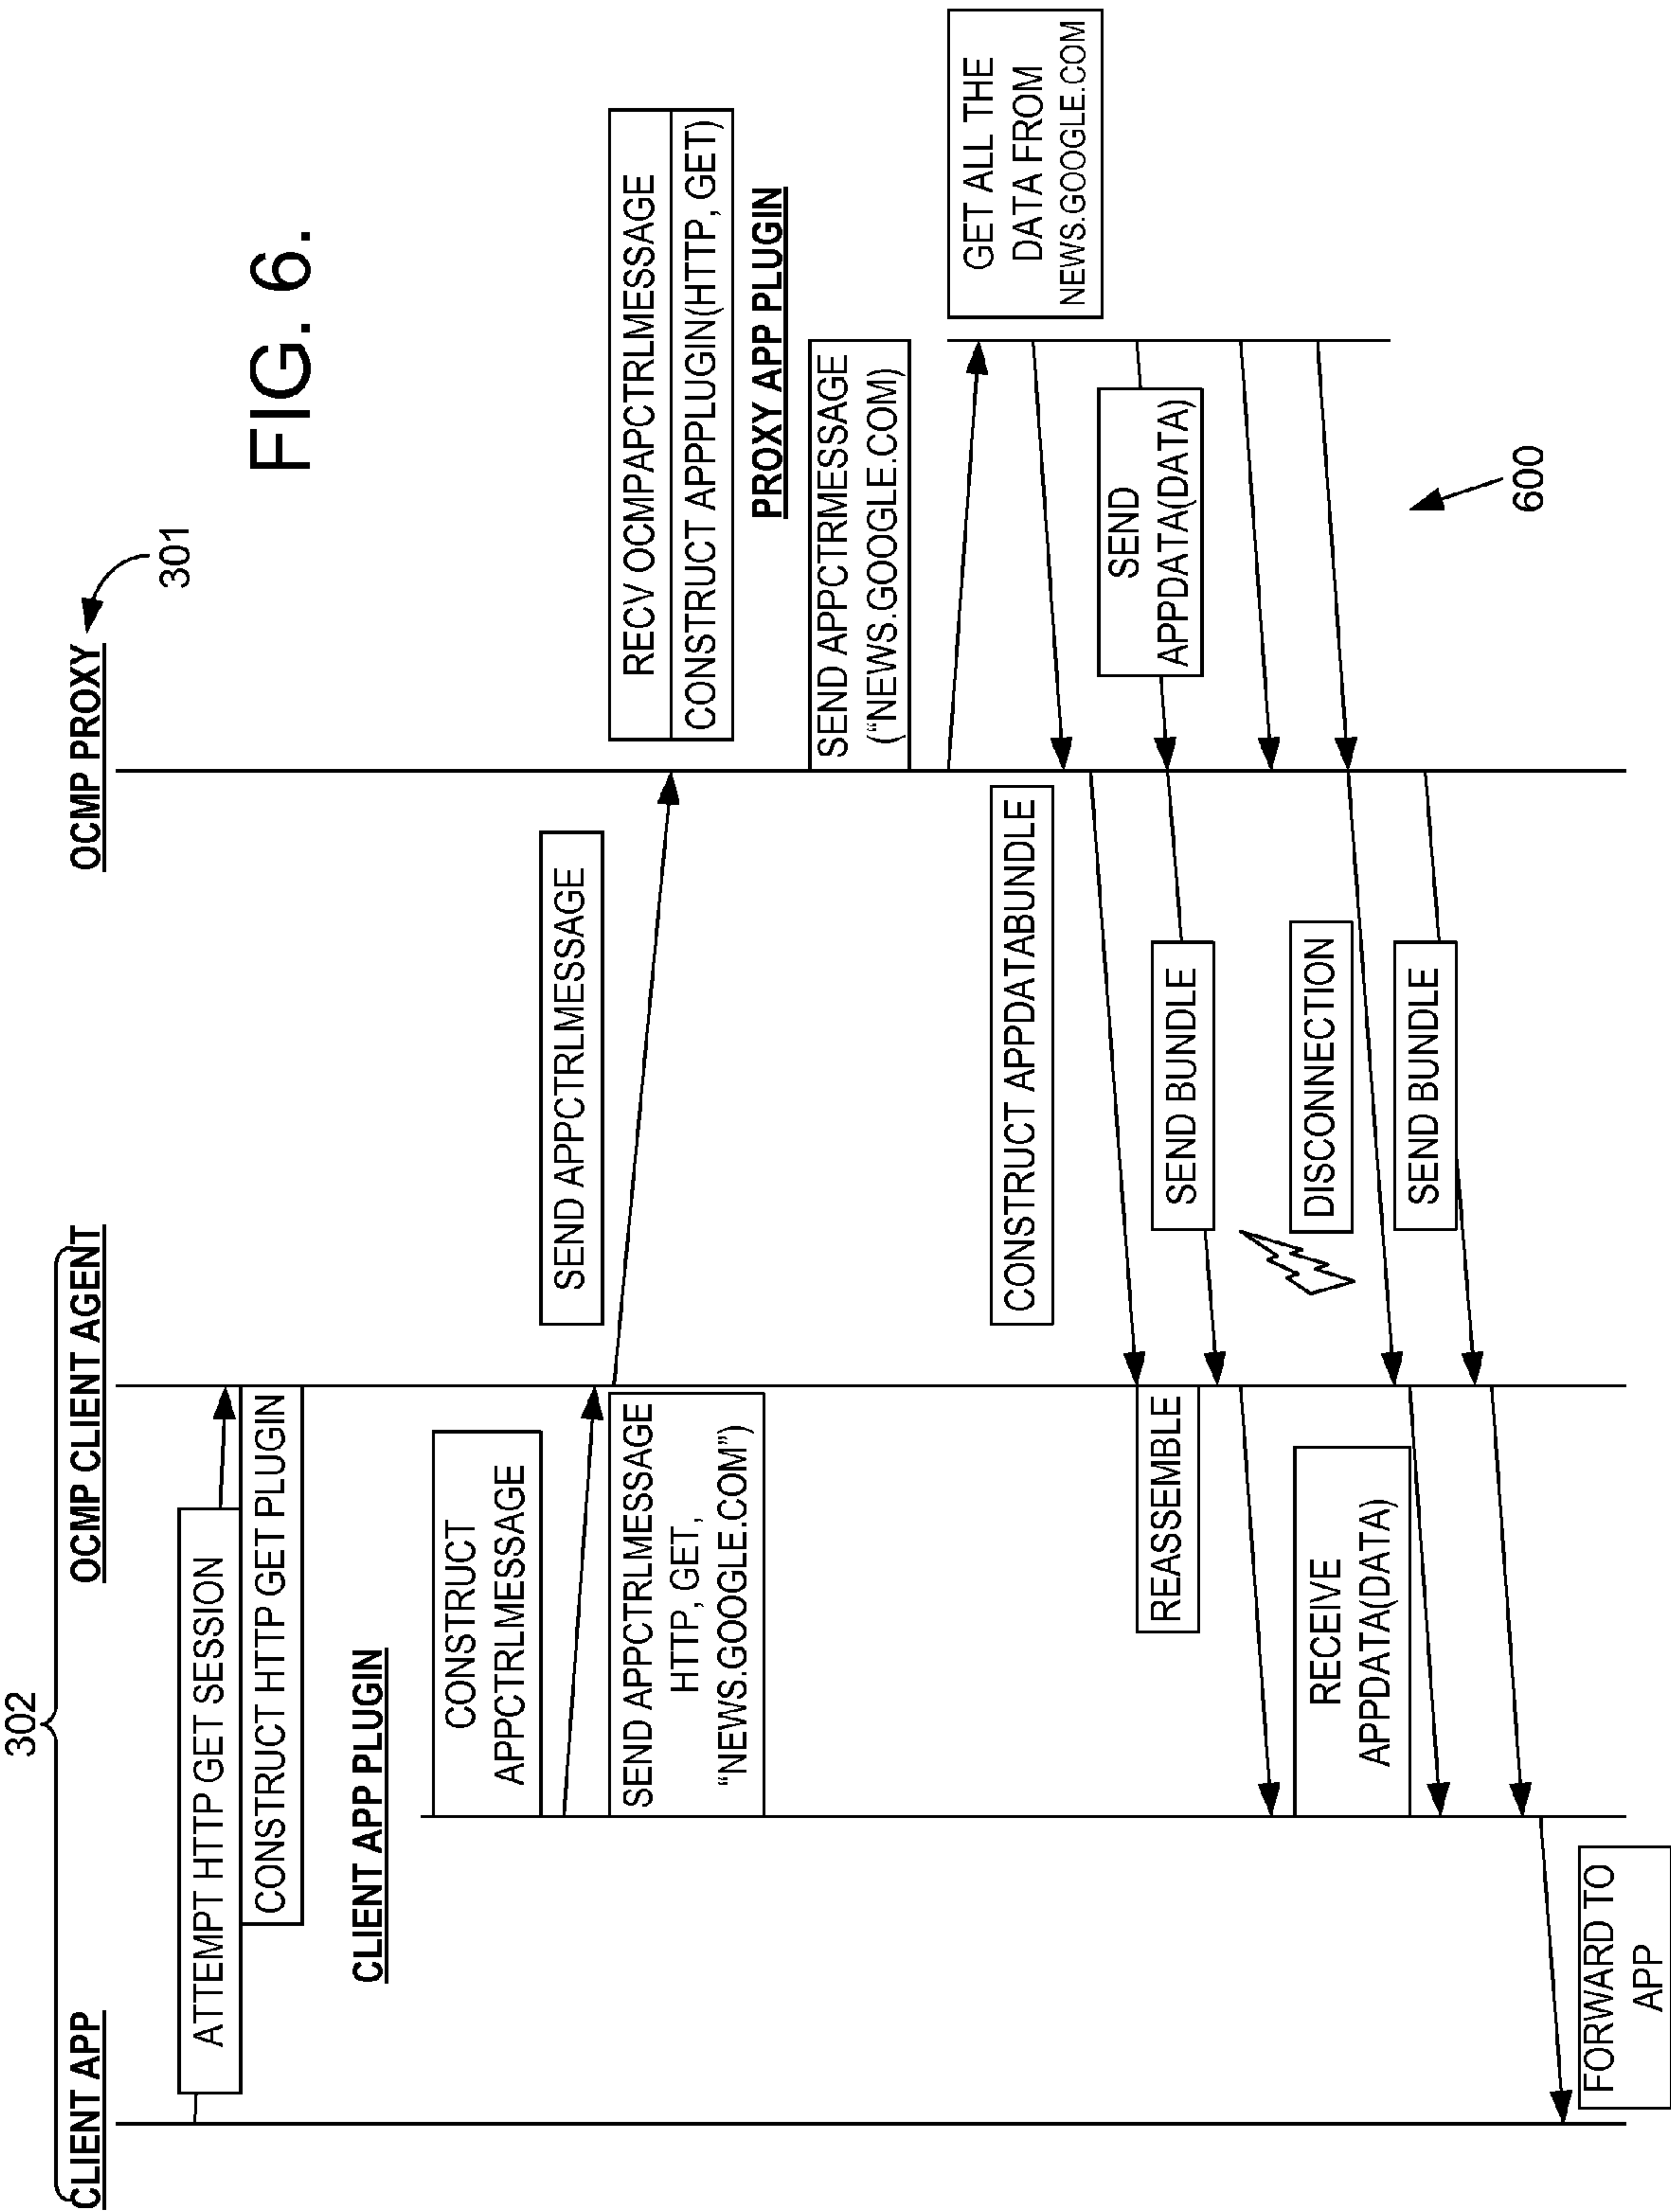 FIG. 6.
302
301
CLIENT APP
OCMP CLIENT AGENT
OCMP PROXY
ATTEMPT HTTP GET SESSION
CONSTRUCT HTTP GET PLUGIN
CLIENT APP PLUGIN
CONSTRUCT
APPCTRLMESSAGE
SEND APPCTRLMESSAGE
HTTP, GET,
“NEWS.GOOGLE.COM”)
SEND APPCTRLMESSAGE
RECV OCMPAPCTRLMESSAGE
CONSTRUCT APPPLUGIN(HTTP, GET)
PROXY APP PLUGIN
SEND APPCTRMESSAGE
(“NEWS.GOOGLE.COM)
GET ALL THE
DATA FROM
NEWS.GOOGLE.COM
CONSTRUCT APPDATABUNDLE
SEND
APPDATA(DATA)
REASSEMBLE
SEND BUNDLE
DISCONNECTION
RECEIVE
APPDATA(DATA)
SEND BUNDLE
FORWARD TO
APP
600